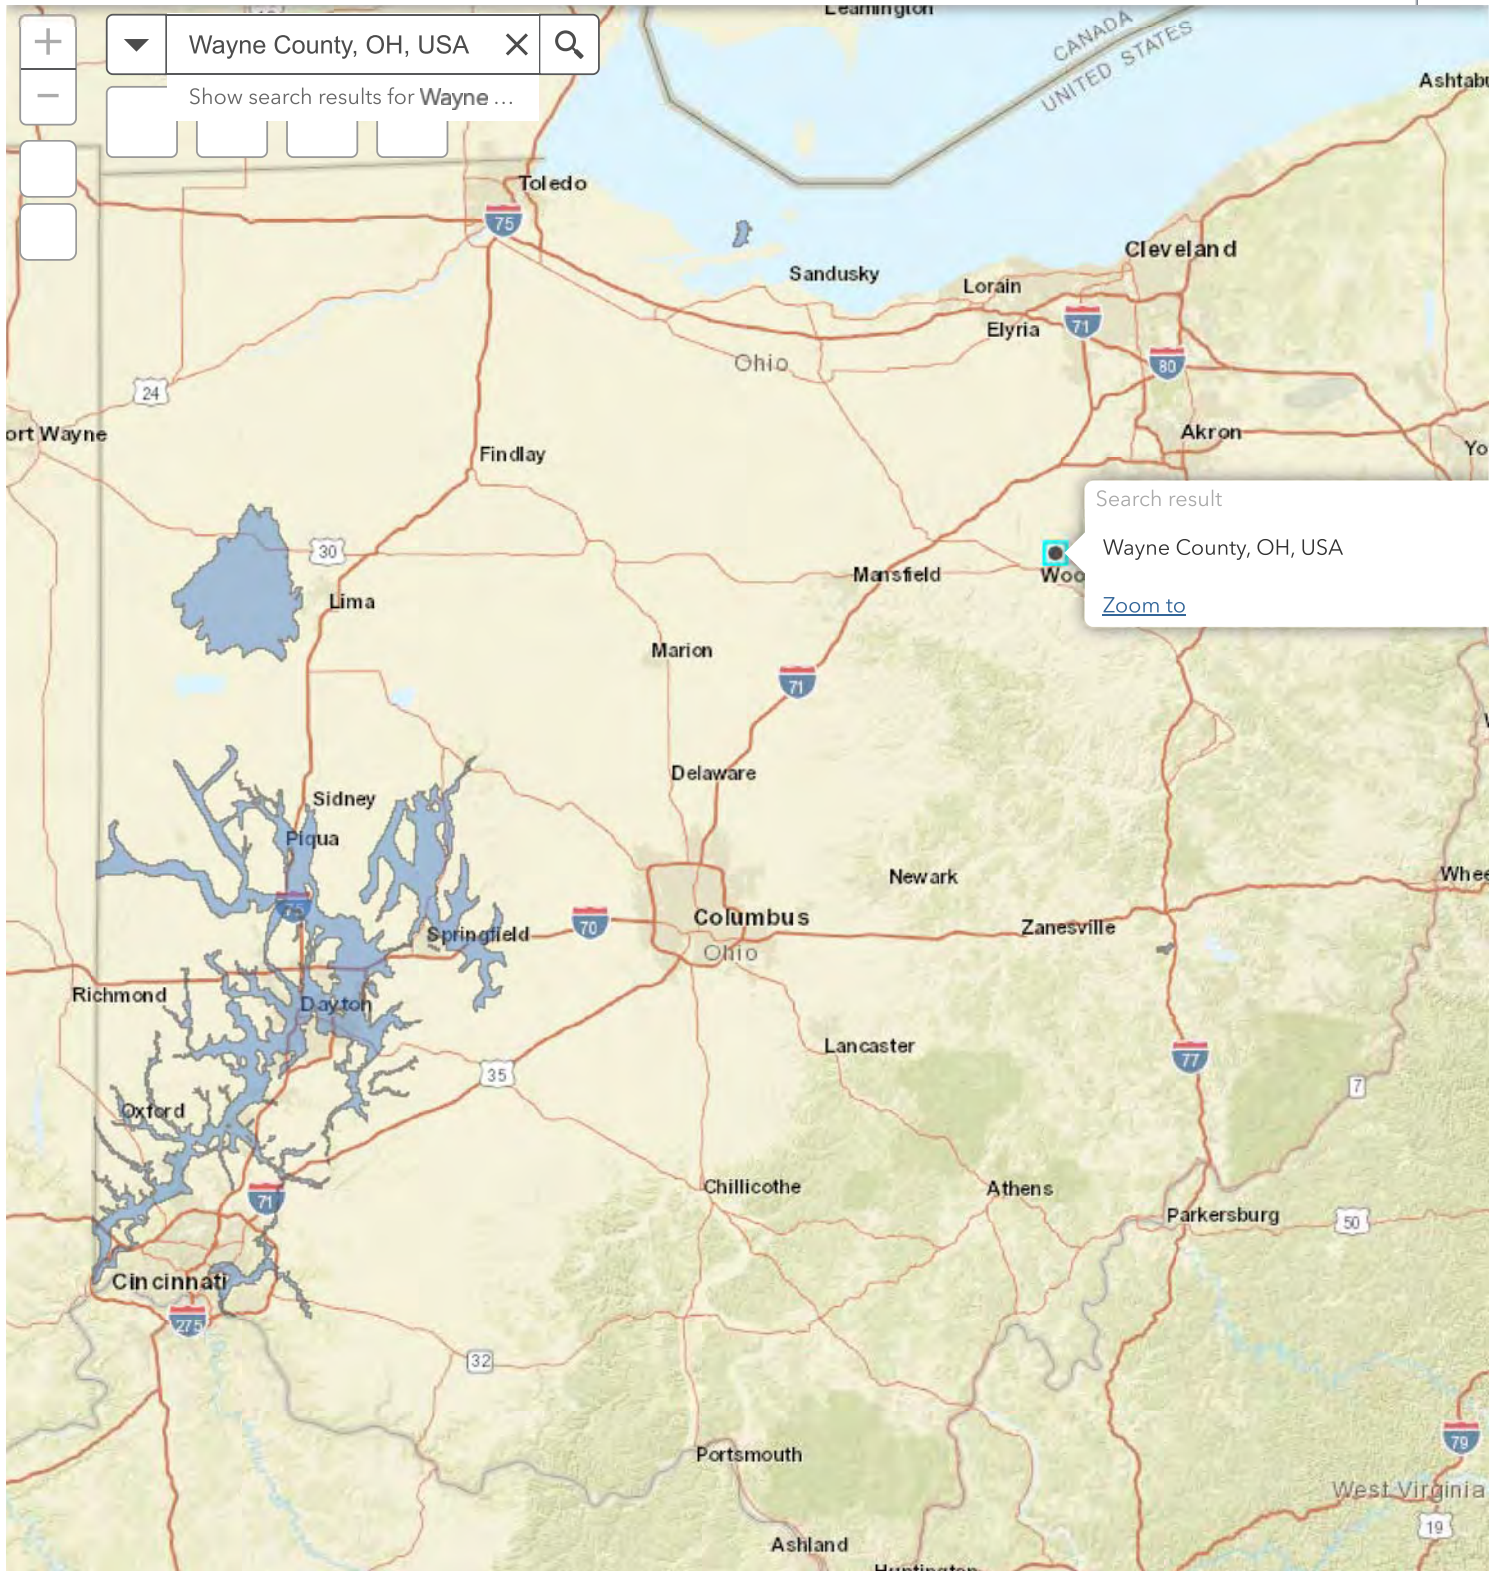 Leamington
CANADA
UNITED STATES
+
Wayne County, OH, USA
−
Show search results for Wayne ...
Ashtabu
Toledo
75
Cleveland
Sandusky
Lorain
71
Elyria
Ohio
80
24
ort Wayne
Akron
Yo
Findlay
Search result
Wayne County, OH, USA
Zoom to
30
Mansfield
Woo
Lima
Marion
71
Delaware
Sidney
Piqua
Newark
Whee
75
Columbus
70
Springfield
Zanesville
Ohio
Richmond
Dayton
Lancaster
77
35
7
Oxford
Chillicothe
Athens
71
Parkersburg
50
Cincinnati
275
32
Portsmouth
79
West Virginia
19
Ashland
Huntington